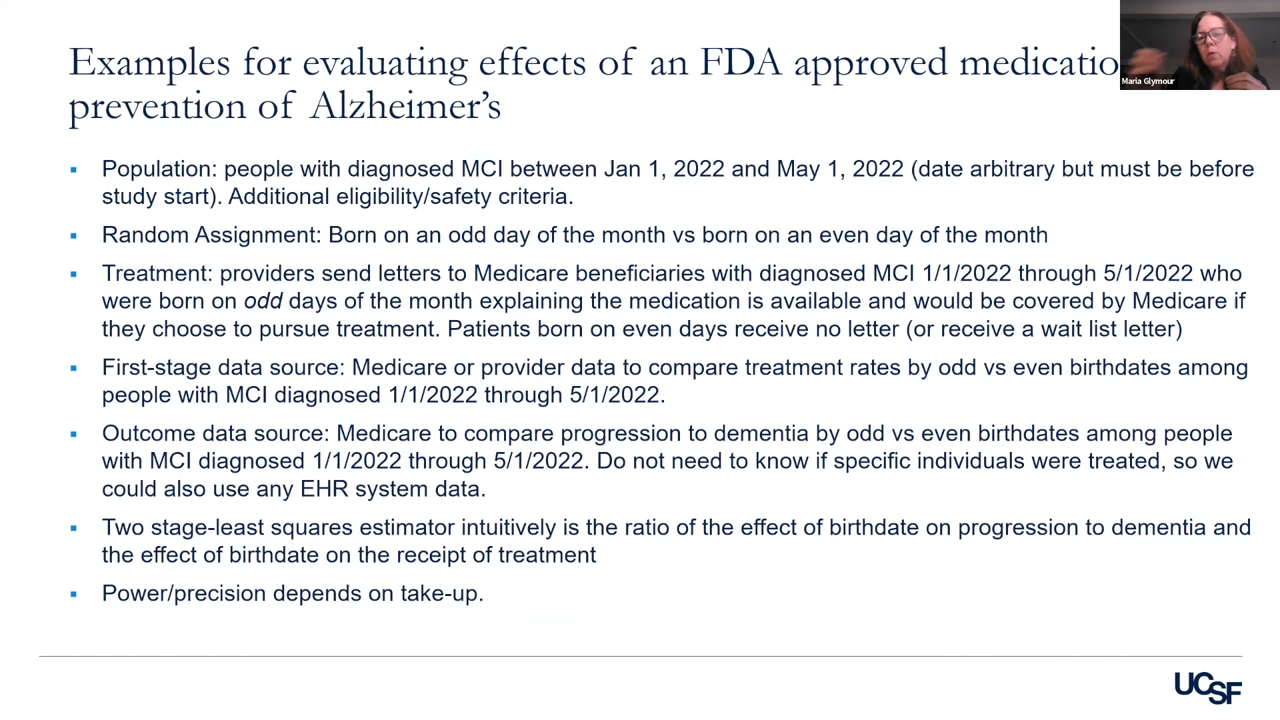 Examples for evaluating effects of an FDA approved medicatio
prevention of Alzheimer's
Maria Glymour
▪ Population: people with diagnosed MCI between Jan 1, 2022 and May 1, 2022 (date arbitrary but must be before
study start). Additional eligibility/safety criteria.
▪ Random Assignment: Born on an odd day of the month vs born on an even day of the month
▪ Treatment: providers send letters to Medicare beneficiaries with diagnosed MCI 1/1/2022 through 5/1/2022 who
were born on odd days of the month explaining the medication is available and would be covered by Medicare if
they choose to pursue treatment. Patients born on even days receive no letter (or receive a wait list letter)
▪ First-stage data source: Medicare or provider data to compare treatment rates by odd vs even birthdates among
people with MCI diagnosed 1/1/2022 through 5/1/2022.
▪ Outcome data source: Medicare to compare progression to dementia by odd vs even birthdates among people
with MCI diagnosed 1/1/2022 through 5/1/2022. Do not need to know if specific individuals were treated, so we
could also use any EHR system data.
▪ Two stage-least squares estimator intuitively is the ratio of the effect of birthdate on progression to dementia and
the effect of birthdate on the receipt of treatment
▪ Power/precision depends on take-up.
UCSF